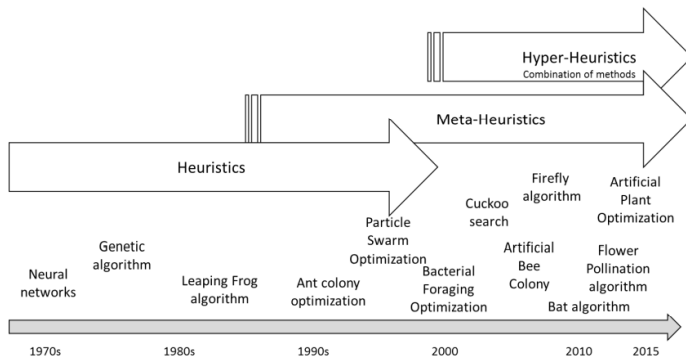 Hyper-Heuristics
Combination of methods
Meta-Heuristics
Heuristics
Firefly
algorithm
Artificial
Plant
Optimization
Cuckoo
search
Particle
Swarm
Optimization
Genetic
algorithm
Artificial
Bee
Colony
Flower
Pollination
algorithm
Neural
networks
Leaping Frog
algorithm
Ant colony
optimization
Bacterial
Foraging
Optimization
Bat algorithm
1970s
1980s
1990s
2000
2010
2015